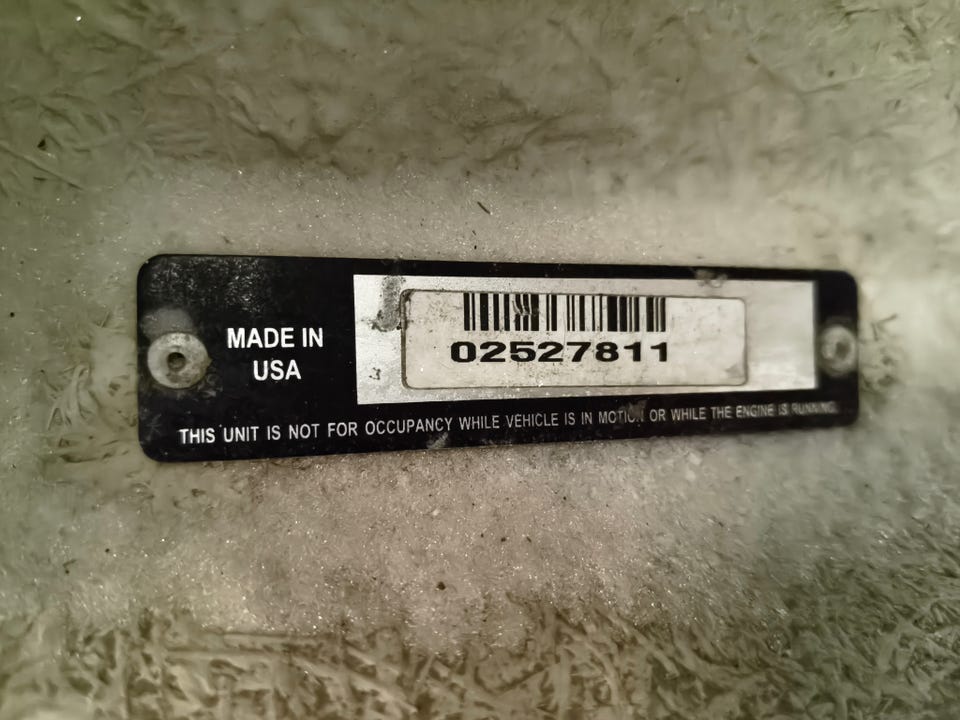 MADE IN
USA
02527811
THIS UNIT IS NOT FOR OCCUPANCY WHILE VEHICLE IS IN MOTION OR WHILE THE ENGINE IS RUNNING